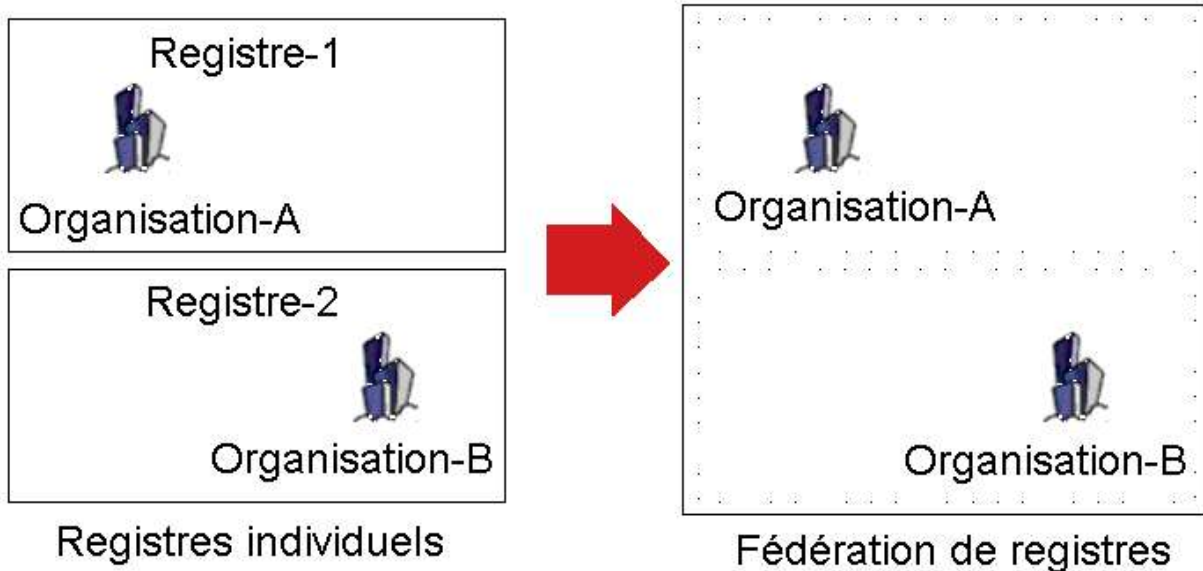 Registre-1
Organisation-A
Registre-2
Organisation-B
Registres individuels
Organisation-A
Organisation-B
Fédération de registres